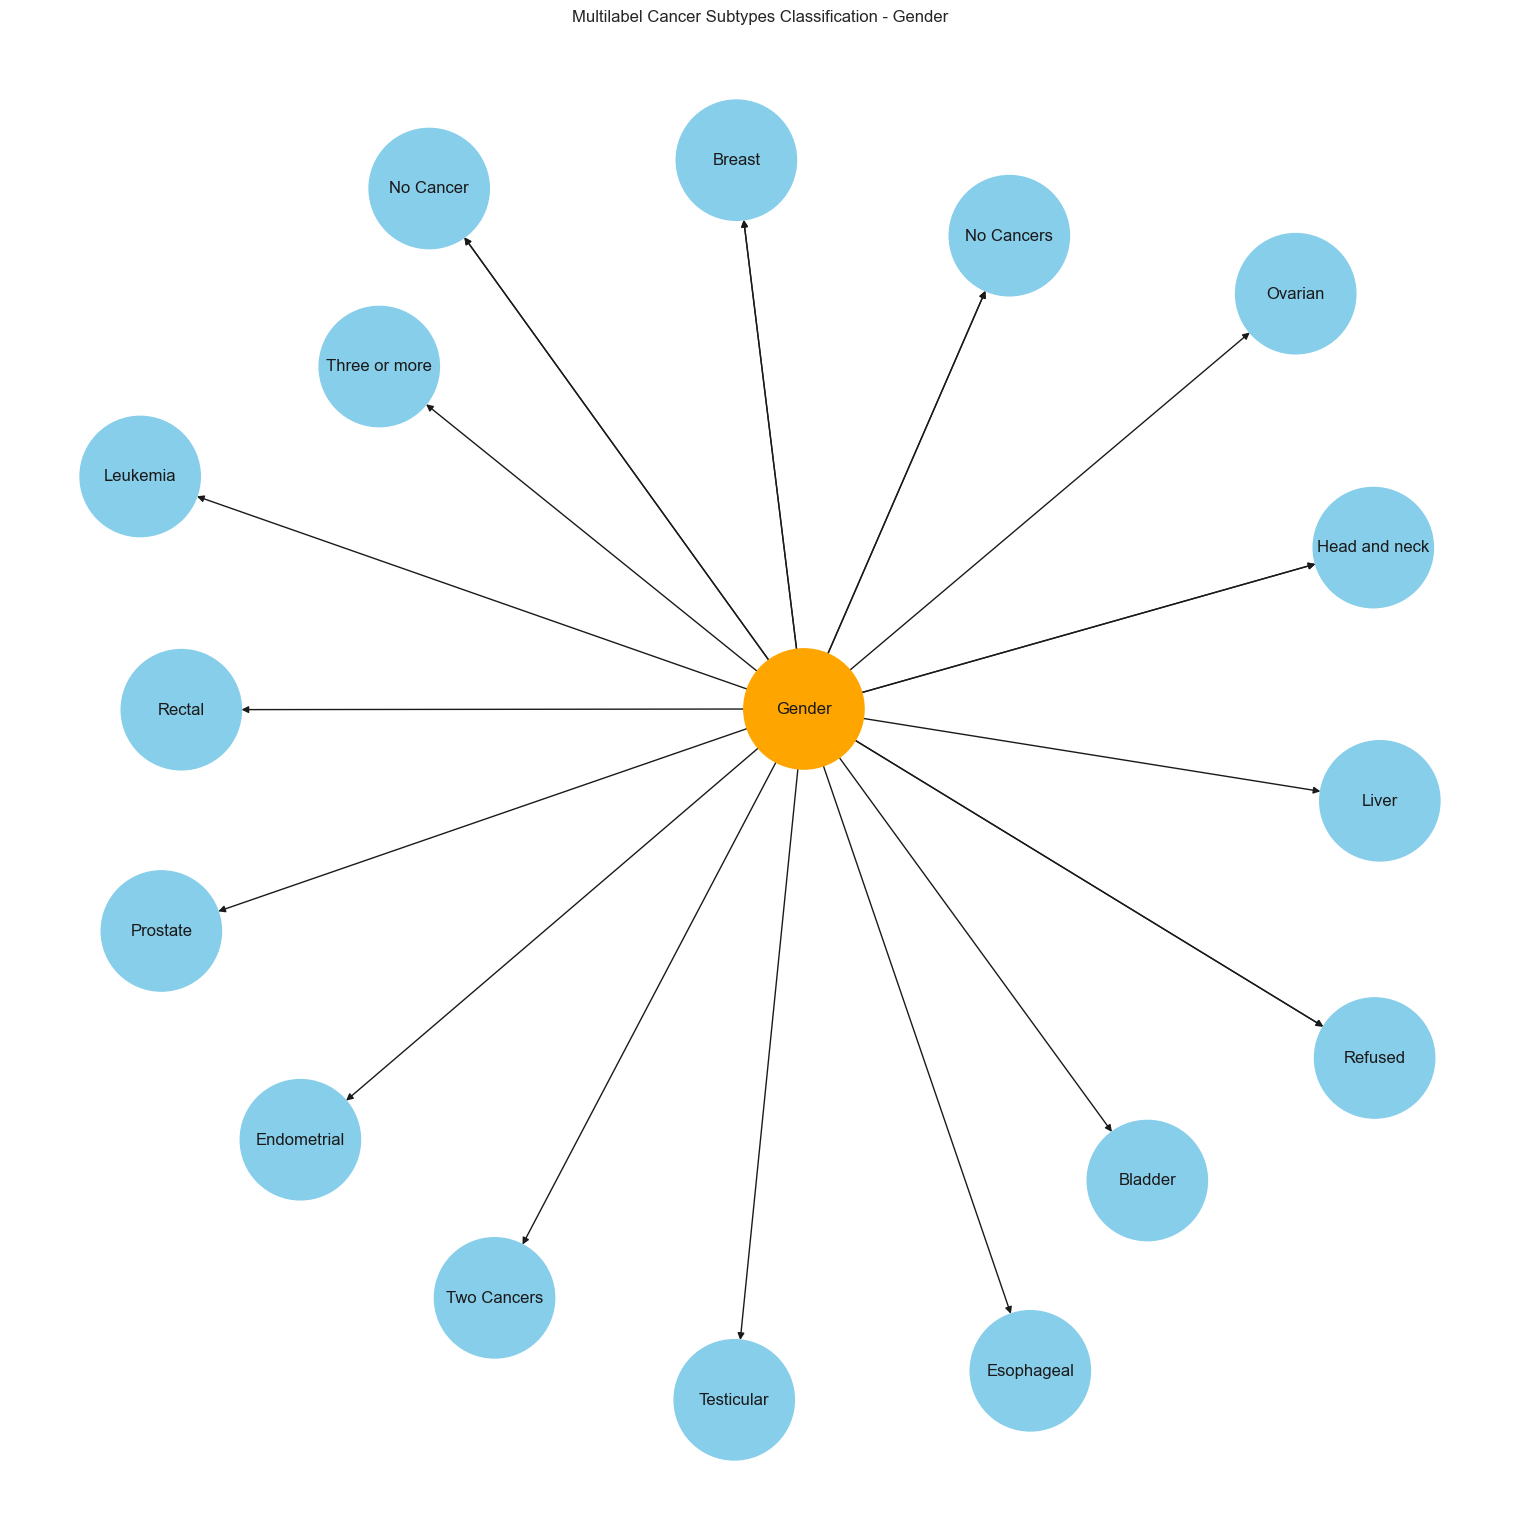 Multilabel Cancer Subtypes Classification - Gender
Breast
No Cancer
No Cancers
Ovarian
Three or more
Leukemia
Head and neck
Rectal
Gender
Liver
Prostate
Refused
Endometrial
Bladder
Two Cancers
Esophageal
Testicular